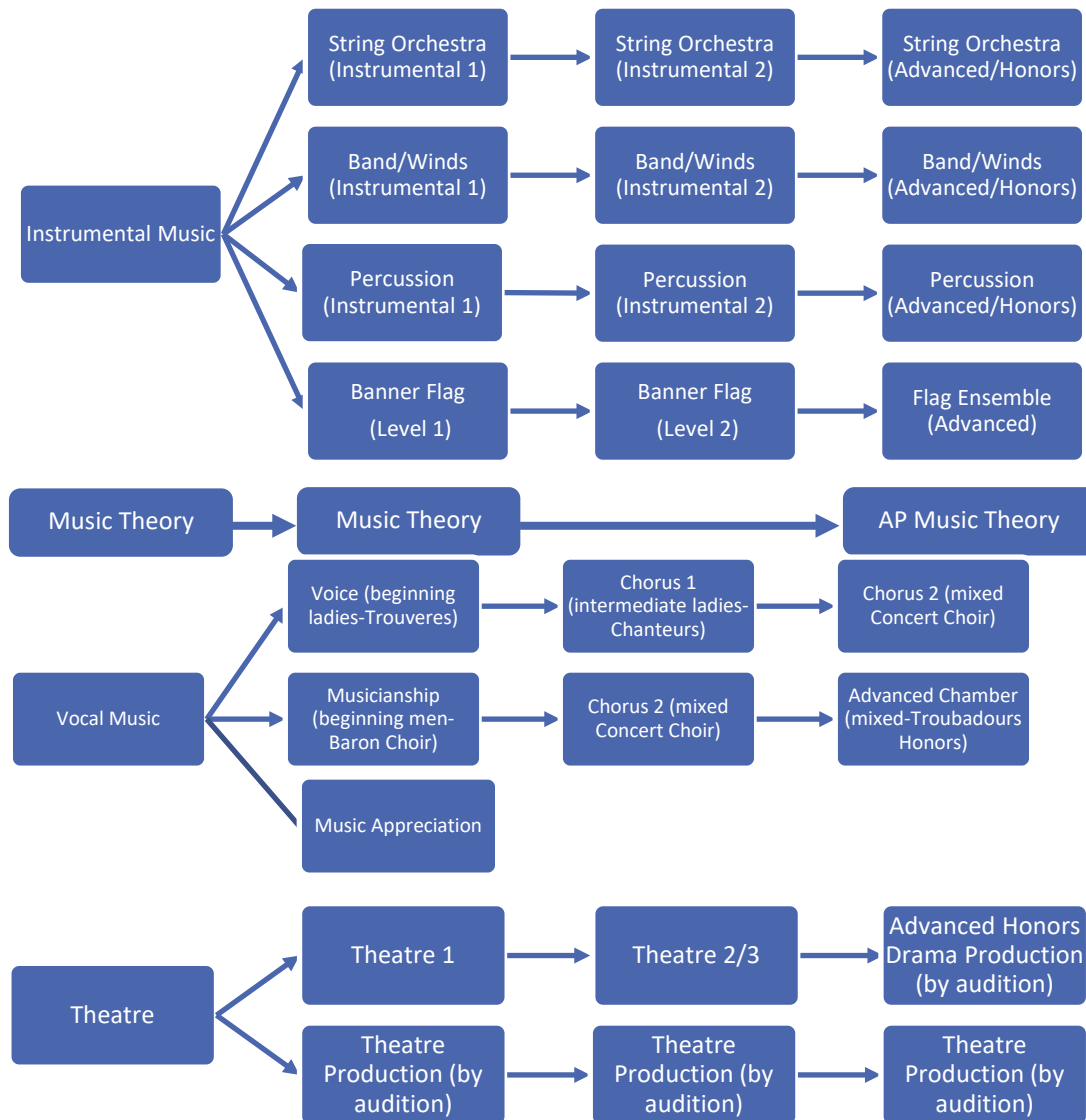 String Orchestra
(Instrumental 1)
String Orchestra
(Instrumental 2)
String Orchestra
(Advanced/Honors)
Band/Winds
(Instrumental 1)
Band/Winds
(Instrumental 2)
Band/Winds
(Advanced/Honors)
Instrumental Music
Percussion
(Instrumental 1)
Percussion
(Instrumental 2)
Percussion
(Advanced/Honors)
Banner Flag
(Level 1)
Banner Flag
(Level 2)
Flag Ensemble
(Advanced)
Music Theory
Music Theory
AP Music Theory
Voice (beginning
ladies-Trouveres)
Chorus 1
(intermediate ladies-
Chanteurs)
Chorus 2 (mixed
Concert Choir)
Vocal Music
Musicianship
(beginning men-
Baron Choir)
Chorus 2 (mixed
Concert Choir)
Advanced Chamber
(mixed-Troubadours
Honors)
Music Appreciation
Theatre
Theatre 1
Theatre 2/3
Advanced Honors
Drama Production
(by audition)
Theatre
Production (by
audition)
Theatre
Production (by
audition)
Theatre
Production (by
audition)